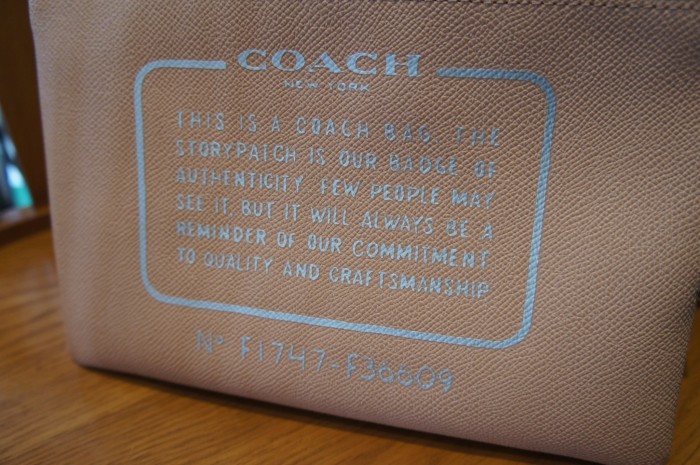 COACH
NEW YORK
THIS IS A COACH BAG. THE
STORYPATCH IS OUR BADGE OF
AUTHENTICITY. FEW PEOPLE MAY
SEE IT, BUT IT WILL ALWAYS BE A
REMINDER OF OUR COMMITMENT
TO QUALITY AND CRAFTSMANSHIP
Nº F1747-F36609